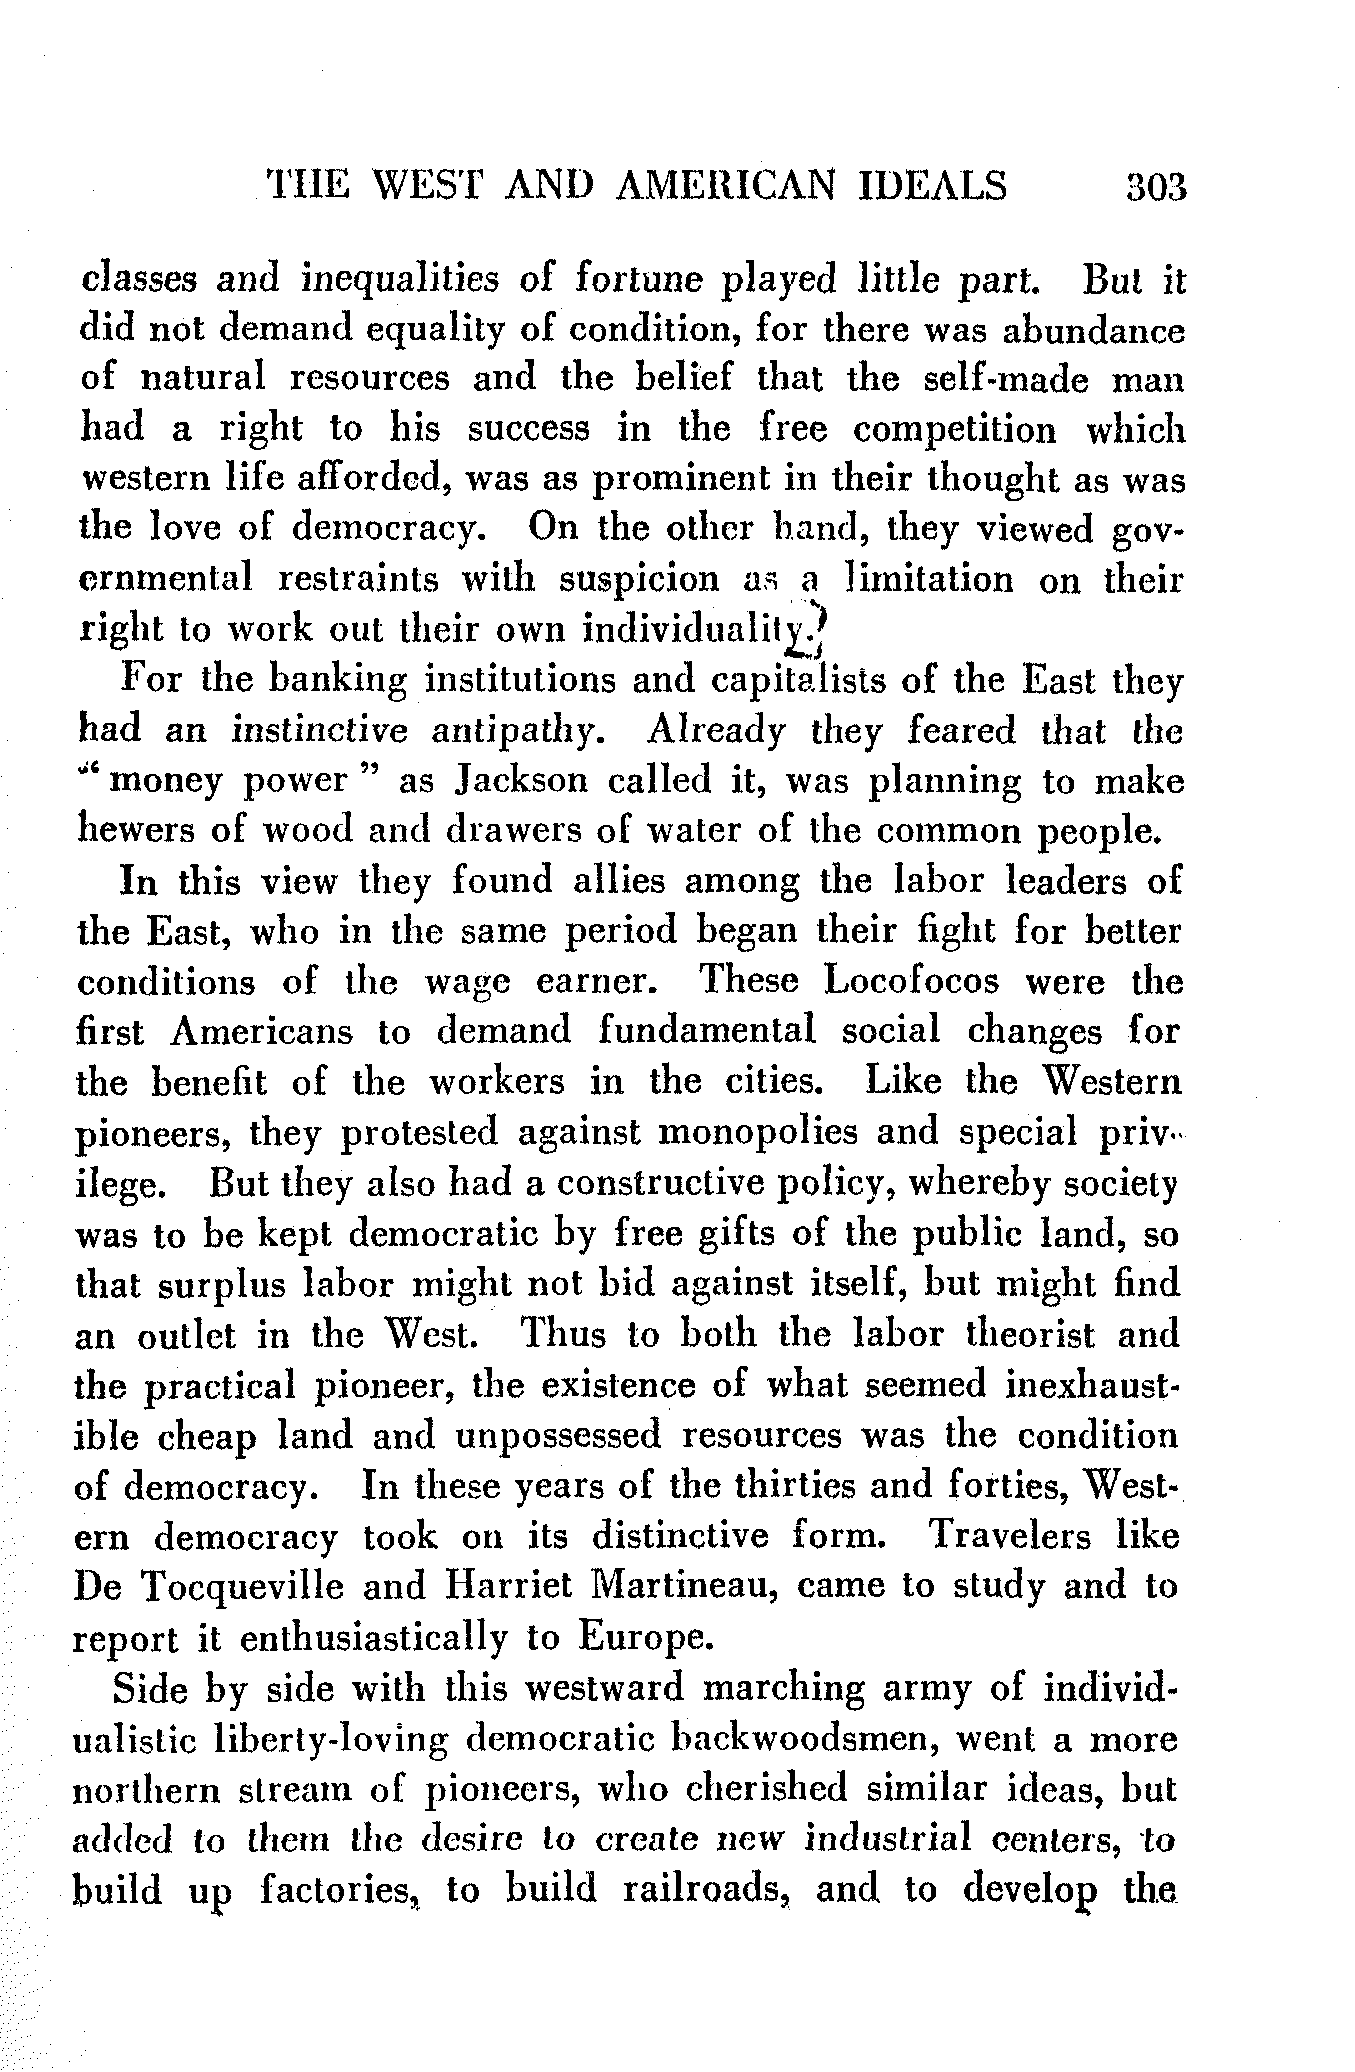 THE WEST AND AMERICAN IDEALS 303
classes and inequalities of fortune played little part. But it
did not demand equality of condition, for there was abundance
of natural resources and the belief that the self-made man
had a right to his success in the free competition which
western life afforded, was as prominent in their thought as was
the love of democracy. On the other hand, they viewed gov-
ernmental restraints with suspicion as a limitation on their
right to work out their own individuality.
For the banking institutions and capitalists of the East they
had an instinctive antipathy. Already they feared that the
“ money power ” as Jackson called it, was planning to make
hewers of wood and drawers of water of the common people.
In this view they found allies among the labor leaders of
the East, who in the same period began their fight for better
conditions of the wage earner. These Locofocos were the
first Americans to demand fundamental social changes for
the benefit of the workers in the cities. Like the Western
pioneers, they protested against monopolies and special priv-
ilege. But they also had a constructive policy, whereby society
was to be kept democratic by free gifts of the public land, so
that surplus labor might not bid against itself, but might find
an outlet in the West. Thus to both the labor theorist and
the practical pioneer, the existence of what seemed inexhaust-
ible cheap land and unpossessed resources was the condition
of democracy. In these years of the thirties and forties, West-
ern democracy took on its distinctive form. Travelers like
De Tocqueville and Harriet Martineau, came to study and to
report it enthusiastically to Europe.
Side by side with this westward marching army of individ-
ualistic liberty-loving democratic backwoodsmen, went a more
northern stream of pioneers, who cherished similar ideas, but
added to them the desire to create new industrial centers, to
build up factories, to build railroads, and to develop the